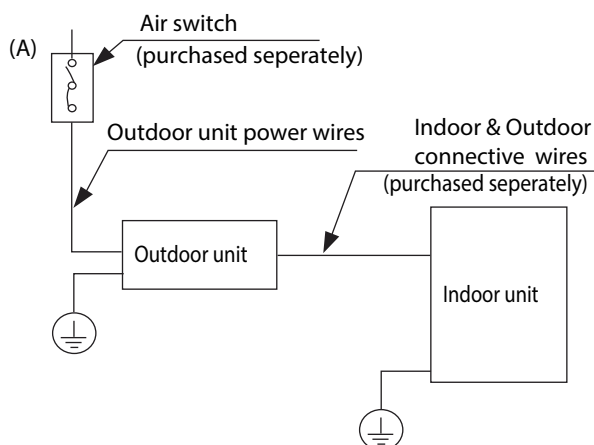 (A)
Air switch
(purchased seperately)
Outdoor unit power wires
Indoor & Outdoor
connective wires
(purchased seperately)
Outdoor unit
Indoor unit